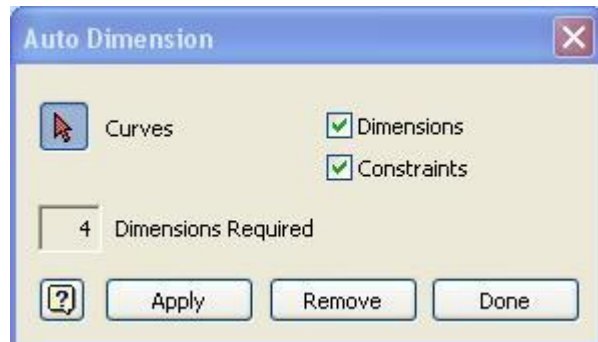 Auto Dimension
Curves
Dimensions
Constraints
4 Dimensions Required
? Apply Remove Done